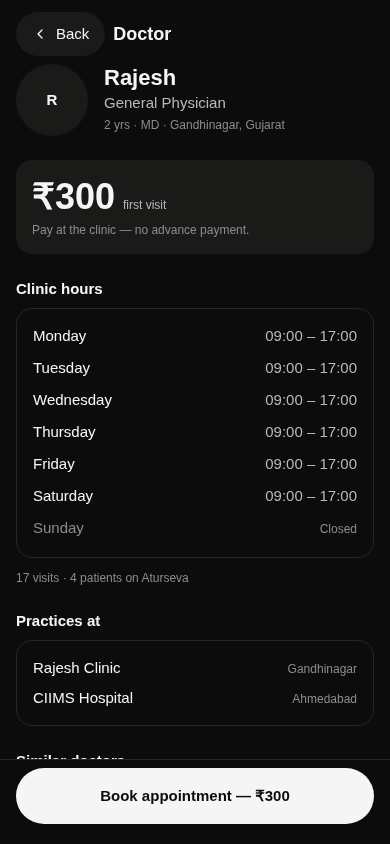 Back
Doctor
R
Rajesh
General Physician
2 yrs · MD · Gandhinagar, Gujarat
₹300 first visit
Pay at the clinic — no advance payment.
Clinic hours
Monday 09:00 – 17:00
Tuesday 09:00 – 17:00
Wednesday 09:00 – 17:00
Thursday 09:00 – 17:00
Friday 09:00 – 17:00
Saturday 09:00 – 17:00
Sunday Closed
17 visits · 4 patients on Aturseva
Practices at
Rajesh Clinic Gandhinagar
CIIMS Hospital Ahmedabad
Similar doctors
Book appointment — ₹300